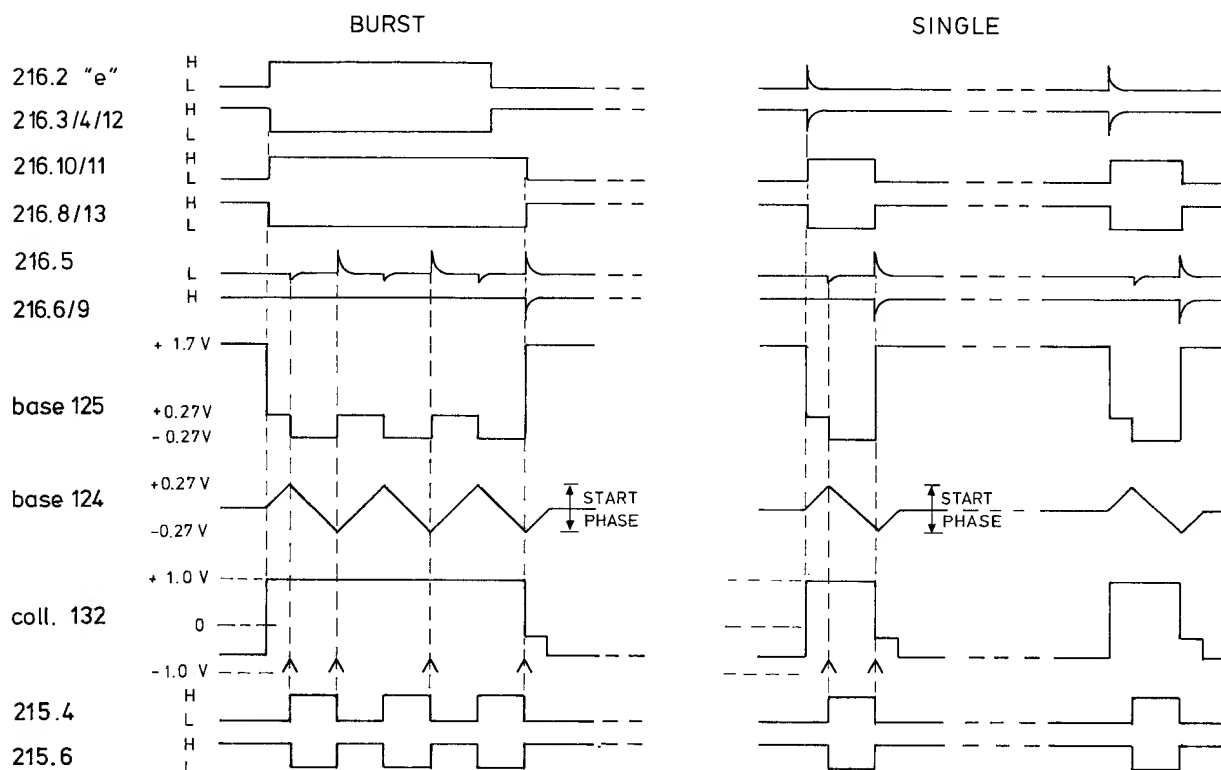 BURST
SINGLE
216.2 "e"
H
L
216.3/4/12
H
L
216.10/11
H
L
216.8/13
H
L
216.5
L
216.6/9
H
+ 1.7 V
base 125
+0.27V
- 0.27V
base 124
+0.27V
-0.27V
START
PHASE
START
PHASE
coll. 132
+ 1.0 V
0
-1.0 V
215.4
H
L
215.6
H
L